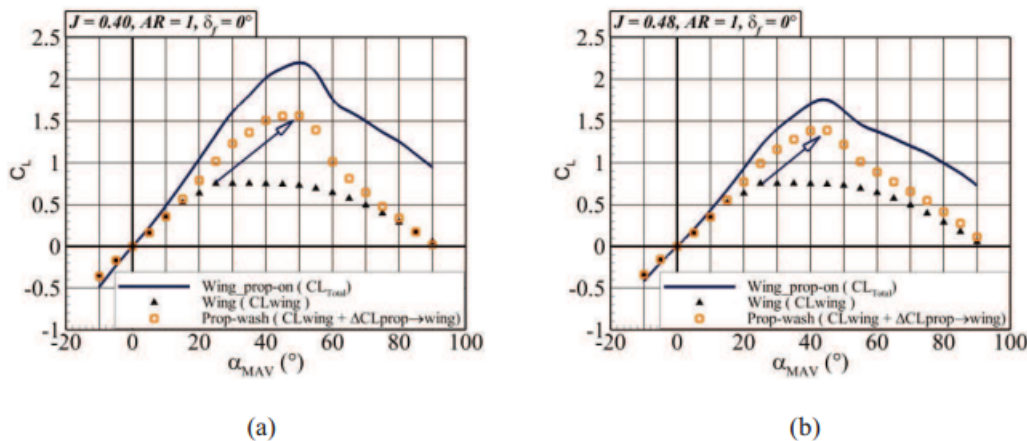 J = 0.40, AR = 1, δf = 0°
2.5
2
1.5
1
0.5
0
-0.5
-1
CL
Wing_prop-on ( CLTotal)
Wing ( CLwing )
Prop-wash ( CLwing + ΔCLprop→wing)
-20 0 20 40 60 80 100
αMAV (°)
(a)
J = 0.48, AR = 1, δf = 0°
2.5
2
1.5
1
0.5
0
-0.5
-1
CL
Wing_prop-on ( CLTotal)
Wing ( CLwing )
Prop-wash ( CLwing + ΔCLprop→wing)
-20 0 20 40 60 80 100
αMAV (°)
(b)